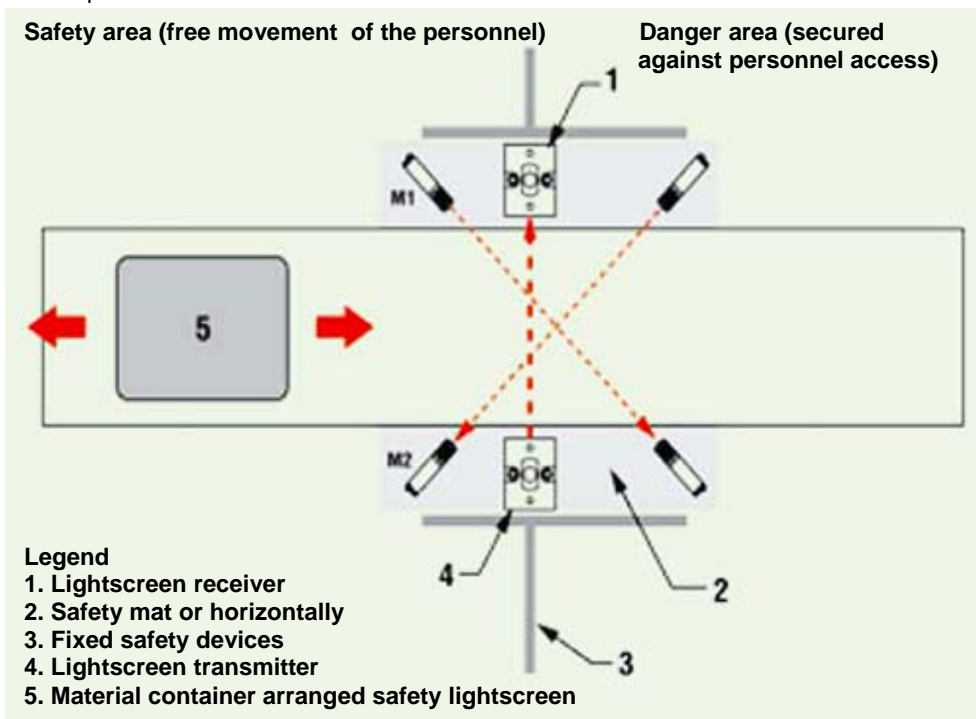 Safety area (free movement of the personnel)
Danger area (secured
against personnel access)
1
M1
5
M2
4
2
3
Legend
1. Lightscreen receiver
2. Safety mat or horizontally
3. Fixed safety devices
4. Lightscreen transmitter
5. Material container arranged safety lightscreen